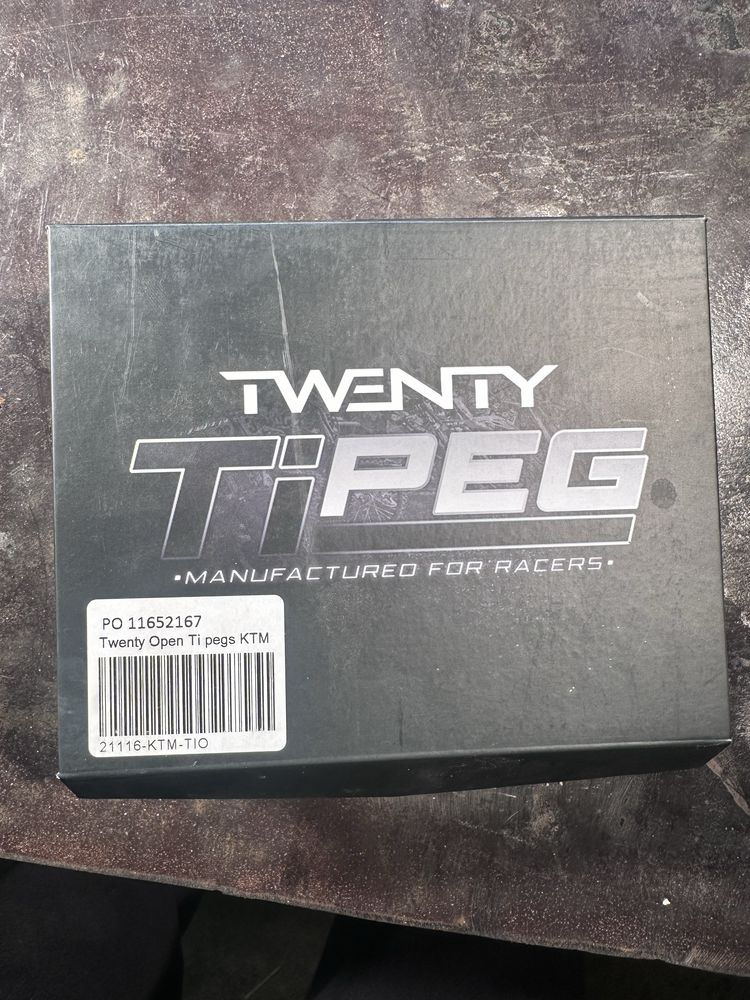 TWENTY
TiPEG
•MANUFACTURED FOR RACERS•
PO 11652167
Twenty Open Ti pegs KTM
21116-KTM-TIO